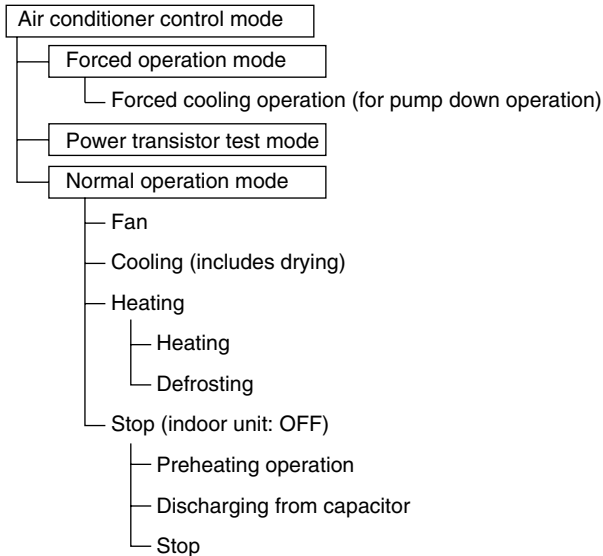 Air conditioner control mode
Forced operation mode
Forced cooling operation (for pump down operation)
Power transistor test mode
Normal operation mode
Fan
Cooling (includes drying)
Heating
Heating
Defrosting
Stop (indoor unit: OFF)
Preheating operation
Discharging from capacitor
Stop